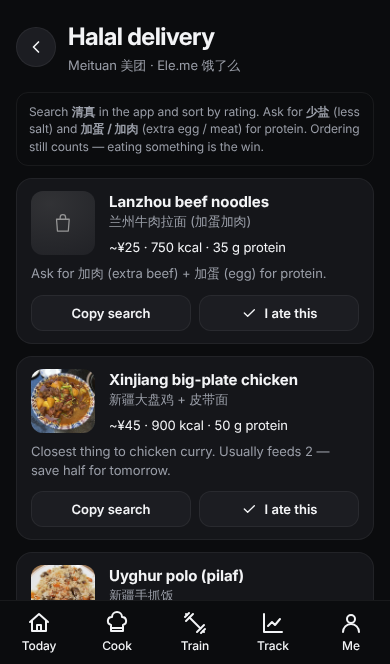 Halal delivery
Meituan 美团 · Ele.me 饿了么
Search 清真 in the app and sort by rating. Ask for 少盐 (less
salt) and 加蛋 / 加肉 (extra egg / meat) for protein. Ordering
still counts — eating something is the win.
Lanzhou beef noodles
兰州牛肉拉面 (加蛋加肉)
~¥25 · 750 kcal · 35 g protein
Ask for 加肉 (extra beef) + 加蛋 (egg) for protein.
Copy search
I ate this
Xinjiang big-plate chicken
新疆大盘鸡 + 皮带面
~¥45 · 900 kcal · 50 g protein
Closest thing to chicken curry. Usually feeds 2 —
save half for tomorrow.
Copy search
I ate this
Uyghur polo (pilaf)
新疆手抓饭
Today
Cook
Train
Track
Me